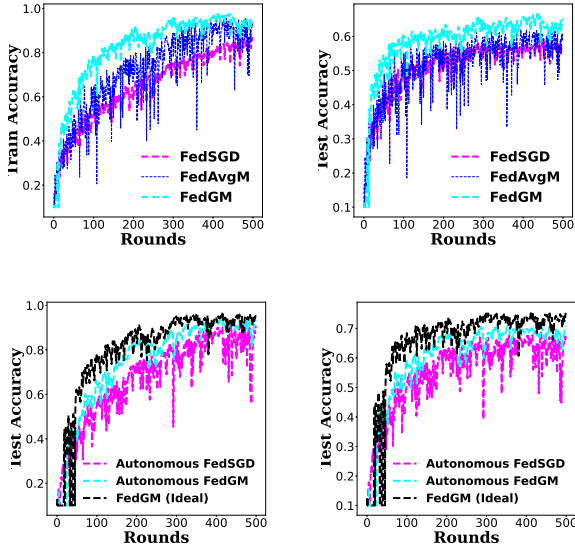 Train Accuracy
1.0
0.8
0.6
0.4
0.2
0 100 200 300 400 500
Rounds
FedSGD
FedAvgM
FedGM
Test Accuracy
0.6
0.5
0.4
0.3
0.2
0.1
0 100 200 300 400 500
Rounds
FedSGD
FedAvgM
FedGM
Test Accuracy
1.0
0.8
0.6
0.4
0.2
0 100 200 300 400 500
Rounds
Autonomous FedSGD
Autonomous FedGM
FedGM (Ideal)
Test Accuracy
0.7
0.6
0.5
0.4
0.3
0.2
0.1
0 100 200 300 400 500
Rounds
Autonomous FedSGD
Autonomous FedGM
FedGM (Ideal)